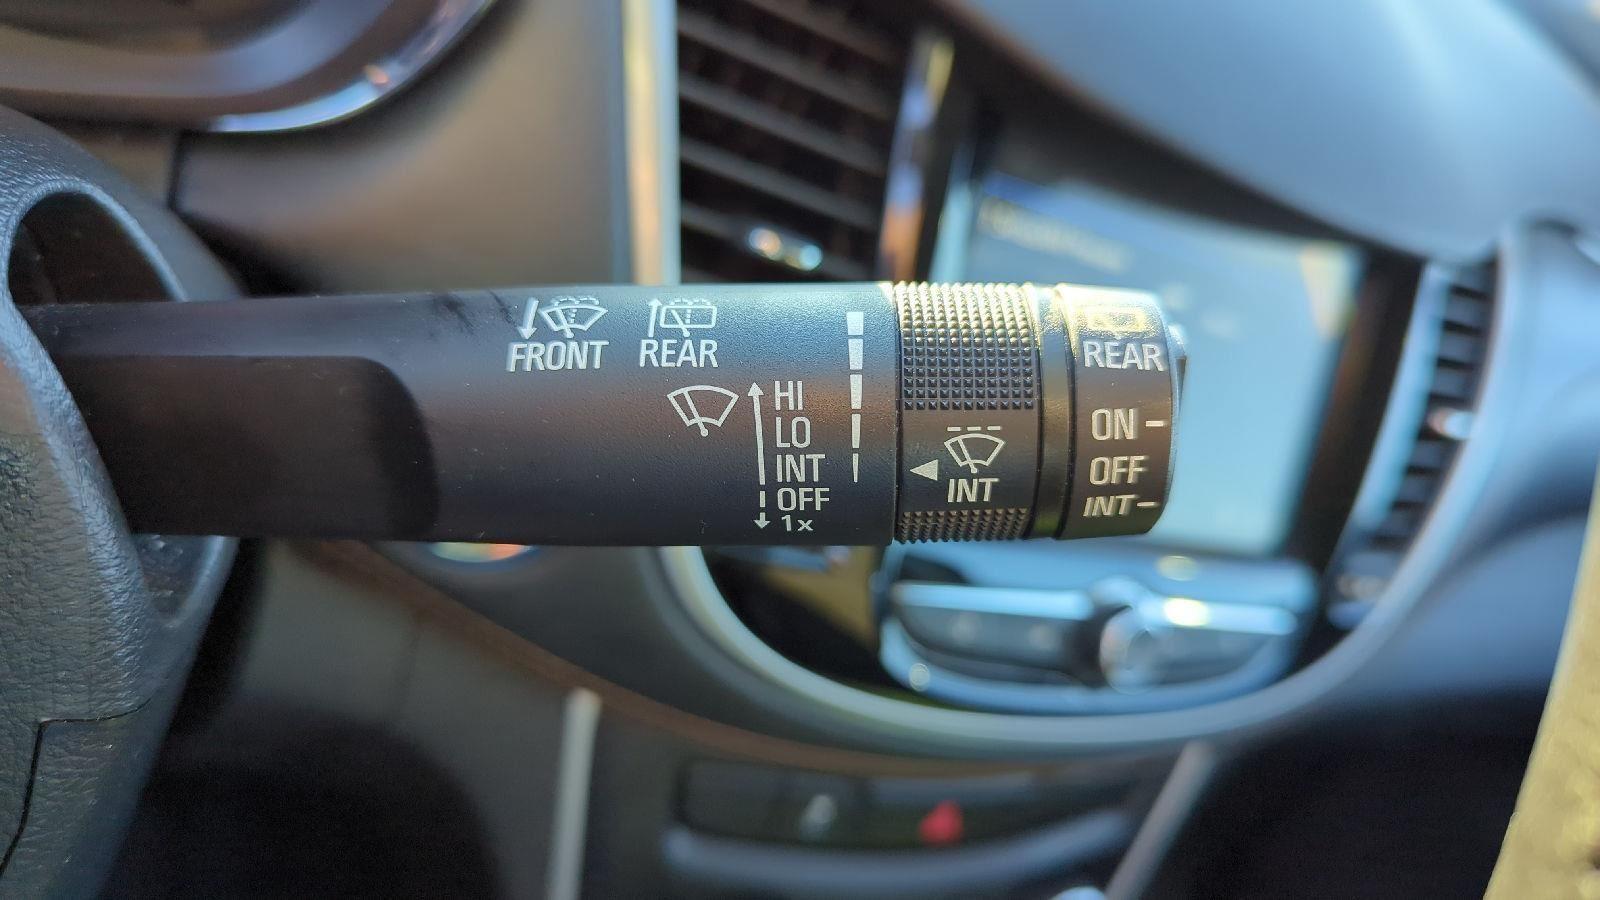 FRONT
REAR
HI
LO
INT
OFF
1x
INT
REAR
ON
OFF
INT